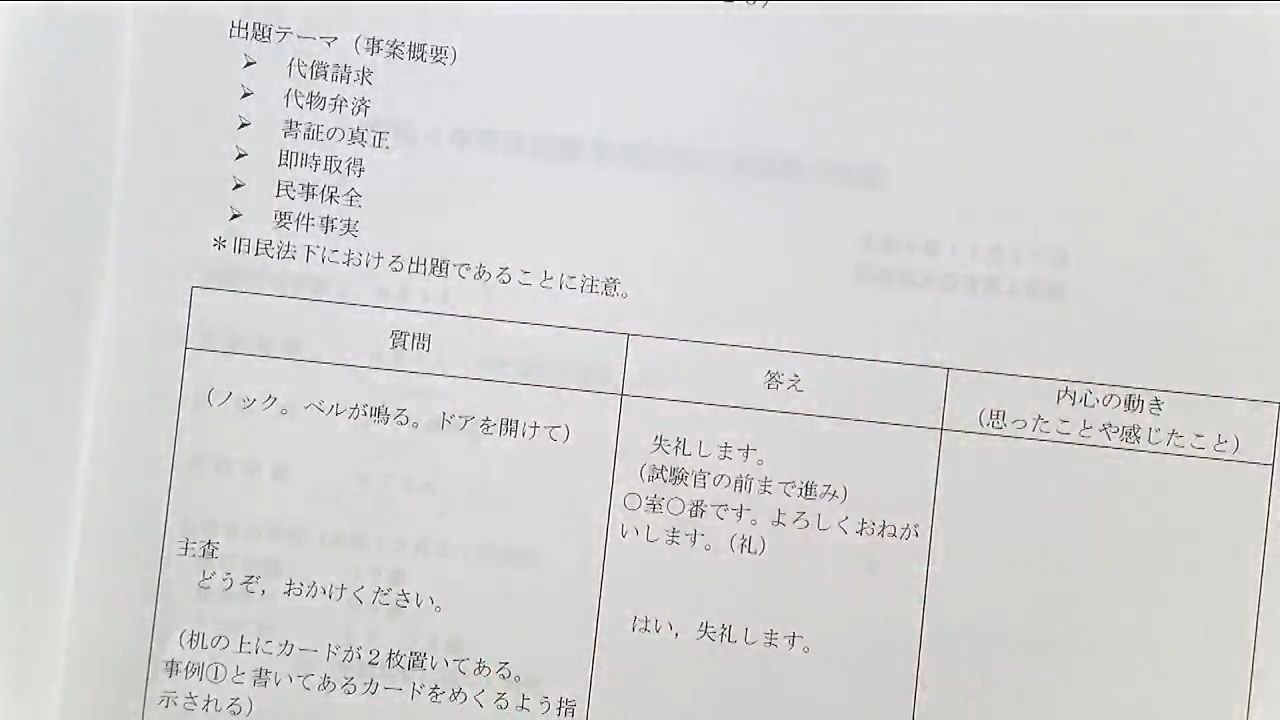 出題テーマ（事案概要）
➢ 代償請求
➢ 代物弁済
➢ 書証の真正
➢ 即時取得
➢ 民事保全
➢ 要件事実
＊旧民法下における出題であることに注意。
質問
答え
内心の動き
（思ったことや感じたこと）
（ノック。ベルが鳴る。ドアを開けて）
失礼します。
（試験官の前まで進み）
○室○番です。よろしくおねが
いします。（礼）
主査
どうぞ，おかけください。
はい，失礼します。
（机の上にカードが２枚置いてある。
事例①と書いてあるカードをめくるよう指
示される）